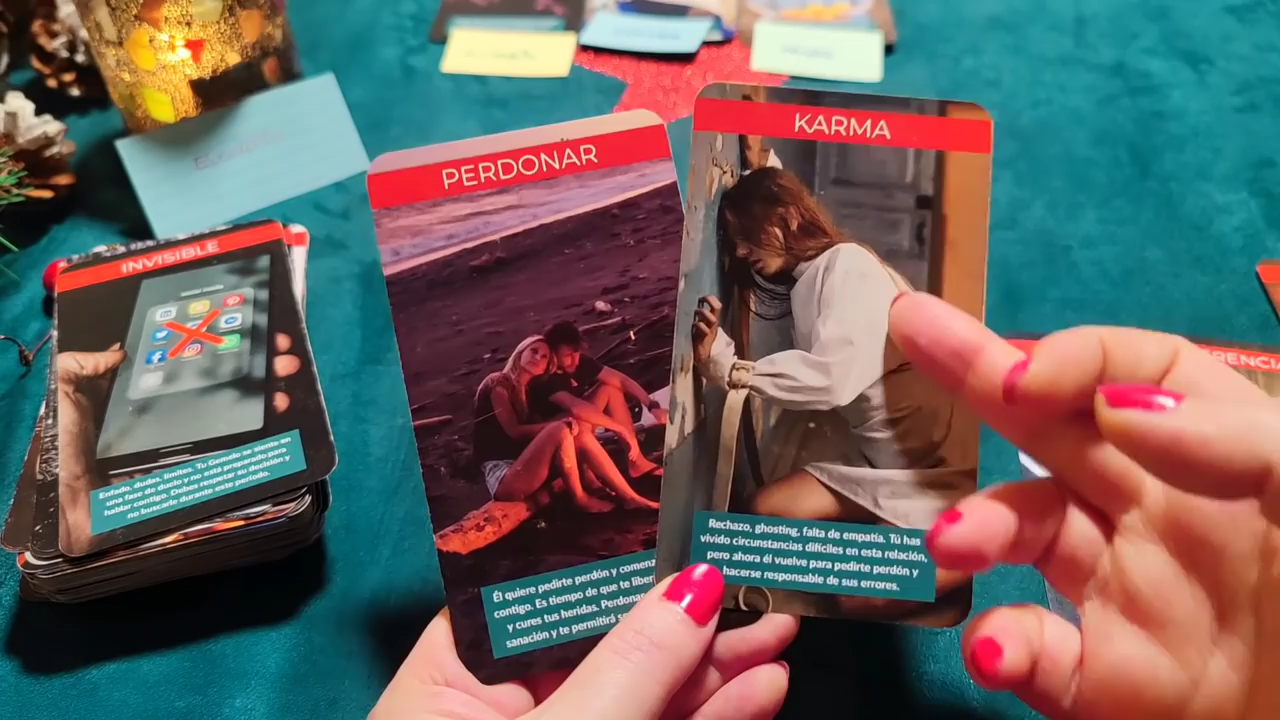 PERDONAR
Él quiere pedirte perdón y
contigo. Es tiempo de que te
y cures tus heridas.
sanación y te permitirá
KARMA
Rechazo, ghosting, falta de empatía. Tú has
vivido circunstancias difíciles en esta relación,
pero ahora él vuelve para pedirte perdón y
hacerse responsable de sus errores.
INVISIBLE
Enfado, dudas, límites. Tu Gemelo se siente en
una fase de duelo y no está preparado para
hablar contigo. Debes respetar su decisión y
no buscarle durante este periodo.